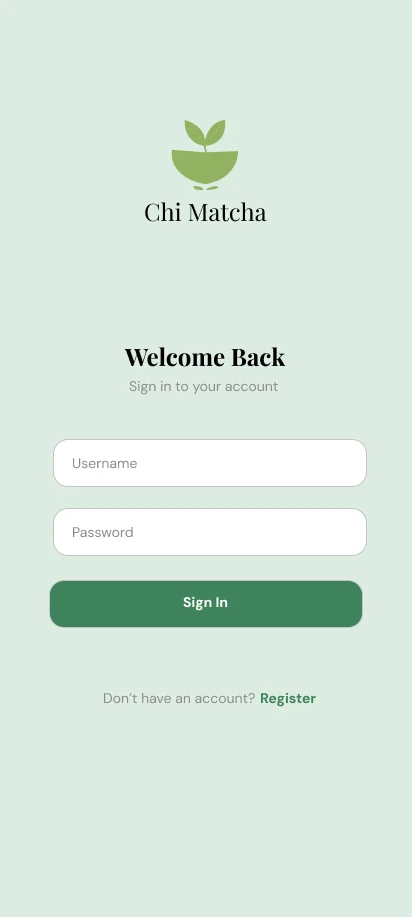 Chi Matcha
Welcome Back
Sign in to your account
Username
Password
Sign In
Don’t have an account? Register